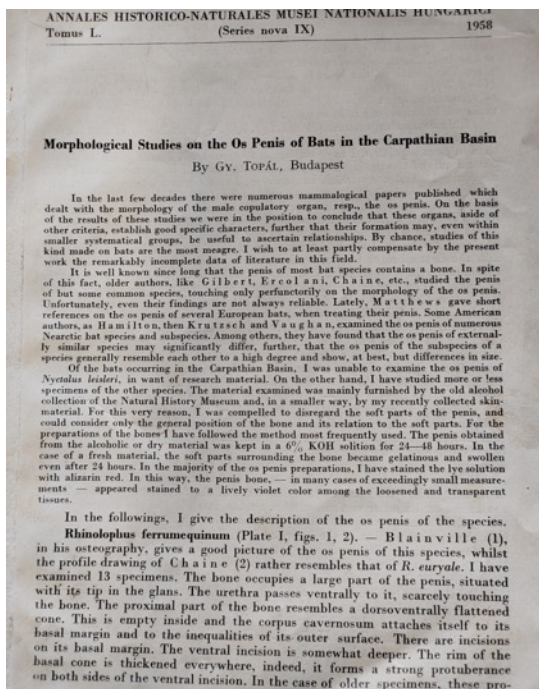 ANNALES HISTORICO-NATURALES MUSEI NATIONALIS HUNGARICI
Tomus L. (Series nova IX) 1958
Morphological Studies on the Os Penis of Bats in the Carpathian Basin
By GY. TOPÁL, Budapest
In the last few decades there were numerous mammalogical papers published which
dealt with the morphology of the male copulatory organ, resp., the os penis. On the basis
of the results of these studies we were in the position to conclude that these organs, aside of
other criteria, establish good specific characters, further that their formation may, even within
smaller systematical groups, be useful to ascertain relationships. By chance, studies of this
kind made on bats are the most meagre. I wish to at least partly compensate by the present
work the remarkably incomplete data of literature in this field.
It is well known since long that the penis of most bat species contains a bone. In spite
of this fact, older authors, like Gilbert, Ercolani, Chaine, etc., studied the penis
of but some common species, touching only perfunctorily on the morphology of the os penis.
Unfortunately, even their findings are not always reliable. Lately, Matthews gave short
references on the os penis of several European bats, when treating their penis. Some American
authors, as Hamilton, then Krutzsch and Vaughan, examined the os penis of numerous
Nearctic bat species and subspecies. Among others, they have found that the os penis of external-
ly similar species may significantly differ, further, that the os penis of the subspecies of a
species generally resemble each other to a high degree and show, at best, but differences in size.
Of the bats occurring in the Carpathian Basin, I was unable to examine the os penis of
Nyctolus leisleri, in want of research material. On the other hand, I have studied more or less
specimens of the other species. The material examined was mainly furnished by the old alcohol
collection of the Natural History Museum and, in a smaller way, by my recently collected skin-
material. For this very reason, I was compelled to disregard the soft parts of the penis, and
could consider only the general position of the bone and its relation to the soft parts. For the
preparations of the bones I have followed the method most frequently used. The penis obtained
from the alcoholic or dry material was kept in a 6% KOH solition for 24—48 hours. In the
case of a fresh material, the soft parts surrounding the bone became gelatinous and swollen
even after 24 hours. In the majority of the os penis preparations, I have stained the lye solution
with alizarin red. In this way, the penis bone, — in many cases of exceedingly small measure-
ments — appeared stained to a lively violet color among the loosened and transparent
tissues.
In the followings, I give the description of the os penis of the species.
Rhinolophus ferrumequinum (Plate I, figs. 1, 2). — Blainville (1),
in his osteography, gives a good picture of the os penis of this species, whilst
the profile drawing of Chaine (2) rather resembles that of R. euryale. I have
examined 13 specimens. The bone occupies a large part of the penis, situated
with its tip in the glans. The urethra passes ventrally to it, scarcely touching
the bone. The proximal part of the bone resembles a dorsoventrally flattened
cone. This is empty inside and the corpus cavernosum attaches itself to its
basal margin and to the inequalities of its outer surface. There are incisions
on its basal margin. The ventral incision is somewhat deeper. The rim of the
basal cone is thickened everywhere, indeed, it forms a strong protuberance
on both sides of the ventral incision. In the case of older specimens, these pro-